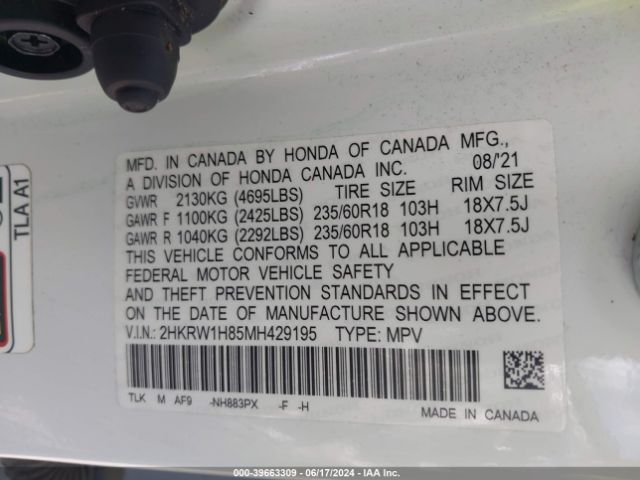 MFD. IN CANADA BY HONDA OF CANADA MFG.,
A DIVISION OF HONDA CANADA INC. 08/'21
GVWR 2130KG (4695LBS) TIRE SIZE RIM SIZE
GAWR F 1100KG (2425LBS) 235/60R18 103H 18X7.5J
GAWR R 1040KG (2292LBS) 235/60R18 103H 18X7.5J
THIS VEHICLE CONFORMS TO ALL APPLICABLE
FEDERAL MOTOR VEHICLE SAFETY
AND THEFT PREVENTION STANDARDS IN EFFECT
ON THE DATE OF MANUFACTURE SHOWN ABOVE.
V.I.N.: 2HKRW1H85MH429195 TYPE: MPV
TLK M AF9 -NH883PX -F -H
MADE IN CANADA
TLA A1
000-39663309 - 06/17/2024 - IAA Inc.